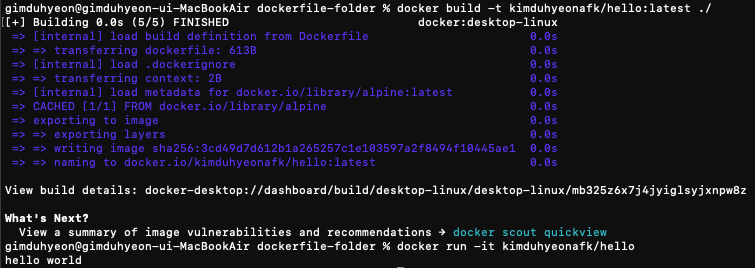 gimduhyeon@gimduhyeon-ui-MacBookAir dockerfile-folder % docker build -t kimduhyeonafk/hello:latest ./
[+] Building 0.0s (5/5) FINISHED docker:desktop-linux
=> [internal] load build definition from Dockerfile 0.0s
=> => transferring dockerfile: 613B 0.0s
=> [internal] load .dockerignore 0.0s
=> => transferring context: 2B 0.0s
=> [internal] load metadata for docker.io/library/alpine:latest 0.0s
=> CACHED [1/1] FROM docker.io/library/alpine 0.0s
=> exporting to image 0.0s
=> => exporting layers 0.0s
=> => writing image sha256:3cd49d7d612b1a265257c1e103597a2f8494f10445ae1 0.0s
=> => naming to docker.io/kimduhyeonafk/hello:latest 0.0s
View build details: docker-desktop://dashboard/build/desktop-linux/desktop-linux/mb325z6x7j4jyiglsyjxnpw8z
What's Next?
View a summary of image vulnerabilities and recommendations → docker scout quickview
gimduhyeon@gimduhyeon-ui-MacBookAir dockerfile-folder % docker run -it kimduhyeonafk/hello
hello world